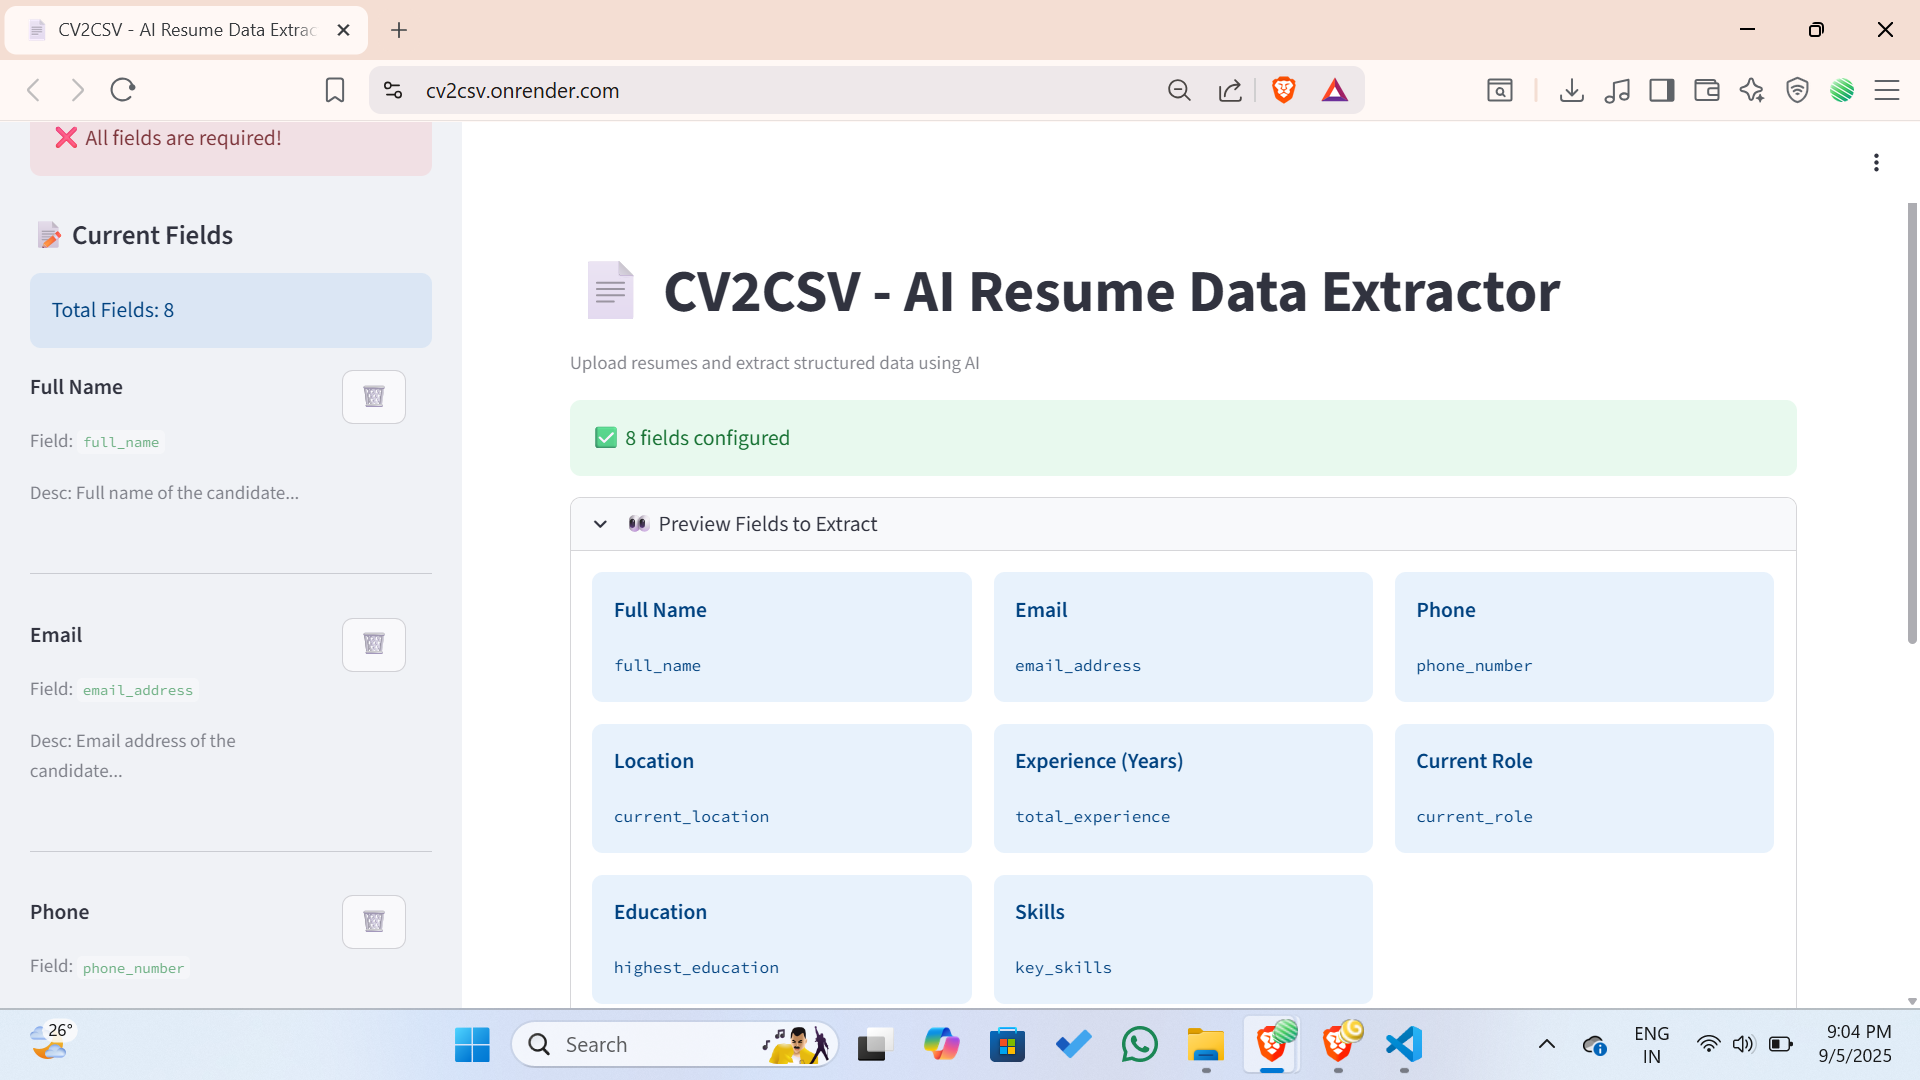 CV2CSV - AI Resume Data Extrac
cv2csv.onrender.com
❌ All fields are required!
Current Fields
Total Fields: 8
Full Name
Field: full_name
Desc: Full name of the candidate...
Email
Field: email_address
Desc: Email address of the
candidate...
Phone
Field: phone_number
CV2CSV - AI Resume Data Extractor
Upload resumes and extract structured data using AI
✅ 8 fields configured
👀 Preview Fields to Extract
Full Name
full_name
Email
email_address
Phone
phone_number
Location
current_location
Experience (Years)
total_experience
Current Role
current_role
Education
highest_education
Skills
key_skills
26°
Search
ENG
IN
9:04 PM
9/5/2025